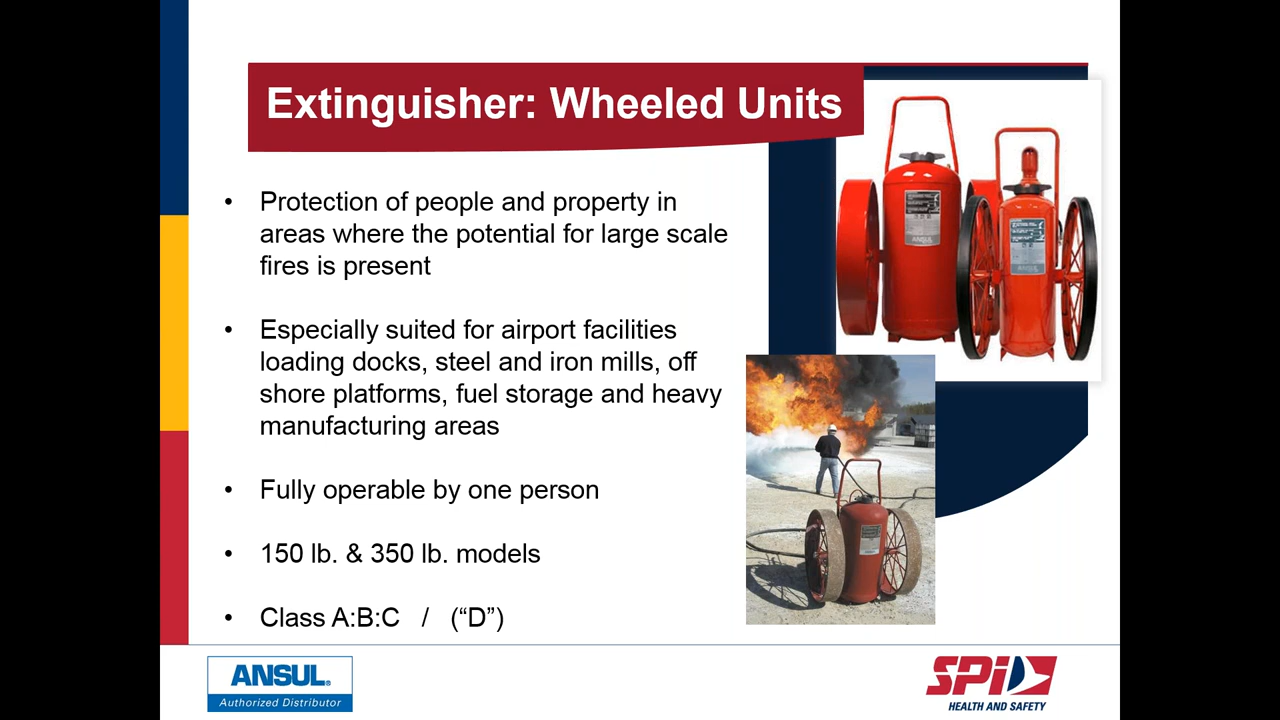 Extinguisher: Wheeled Units
• Protection of people and property in
areas where the potential for large scale
fires is present
• Especially suited for airport facilities
loading docks, steel and iron mills, off
shore platforms, fuel storage and heavy
manufacturing areas
• Fully operable by one person
• 150 lb. & 350 lb. models
• Class A:B:C / (“D”)
ANSUL
ANSUL®
Authorized Distributor
SPi
HEALTH AND SAFETY